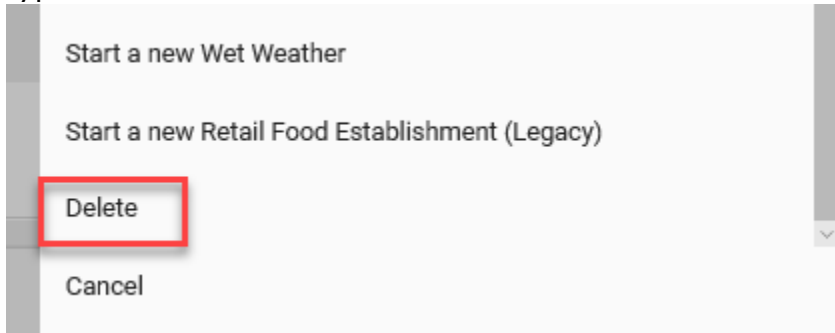 Start a new Wet Weather
Start a new Retail Food Establishment (Legacy)
Delete
Cancel